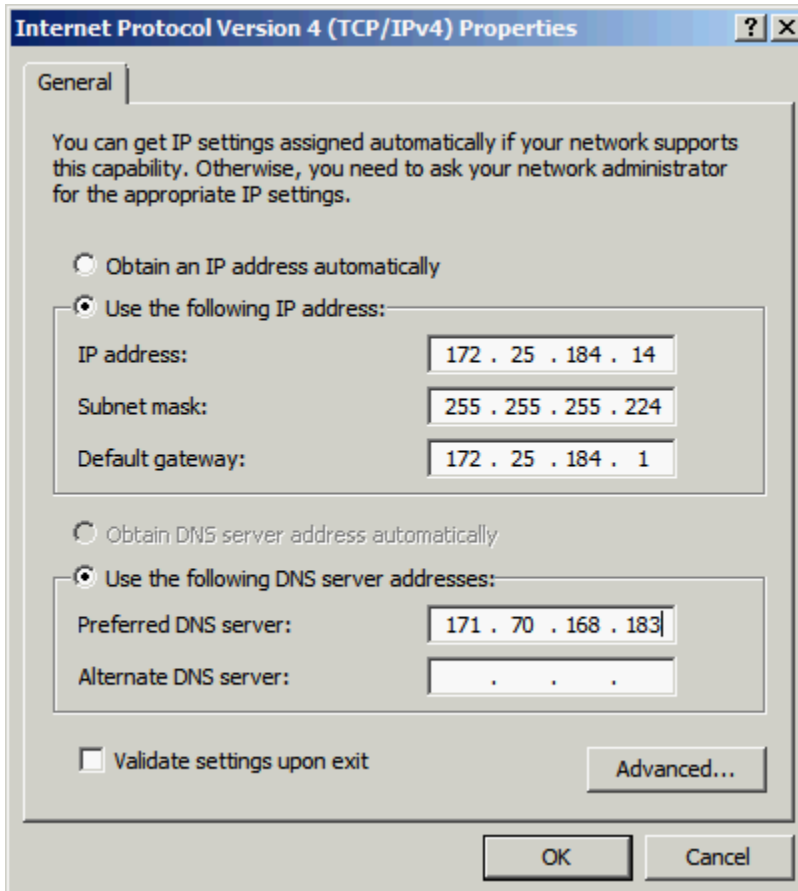 Internet Protocol Version 4 (TCP/IPv4) Properties ? X
General
You can get IP settings assigned automatically if your network supports
this capability. Otherwise, you need to ask your network administrator
for the appropriate IP settings.
Obtain an IP address automatically
Use the following IP address:
IP address: 172 . 25 . 184 . 14
Subnet mask: 255 . 255 . 255 . 224
Default gateway: 172 . 25 . 184 . 1
Obtain DNS server address automatically
Use the following DNS server addresses:
Preferred DNS server: 171 . 70 . 168 . 183
Alternate DNS server: . . .
Validate settings upon exit
Advanced...
OK Cancel